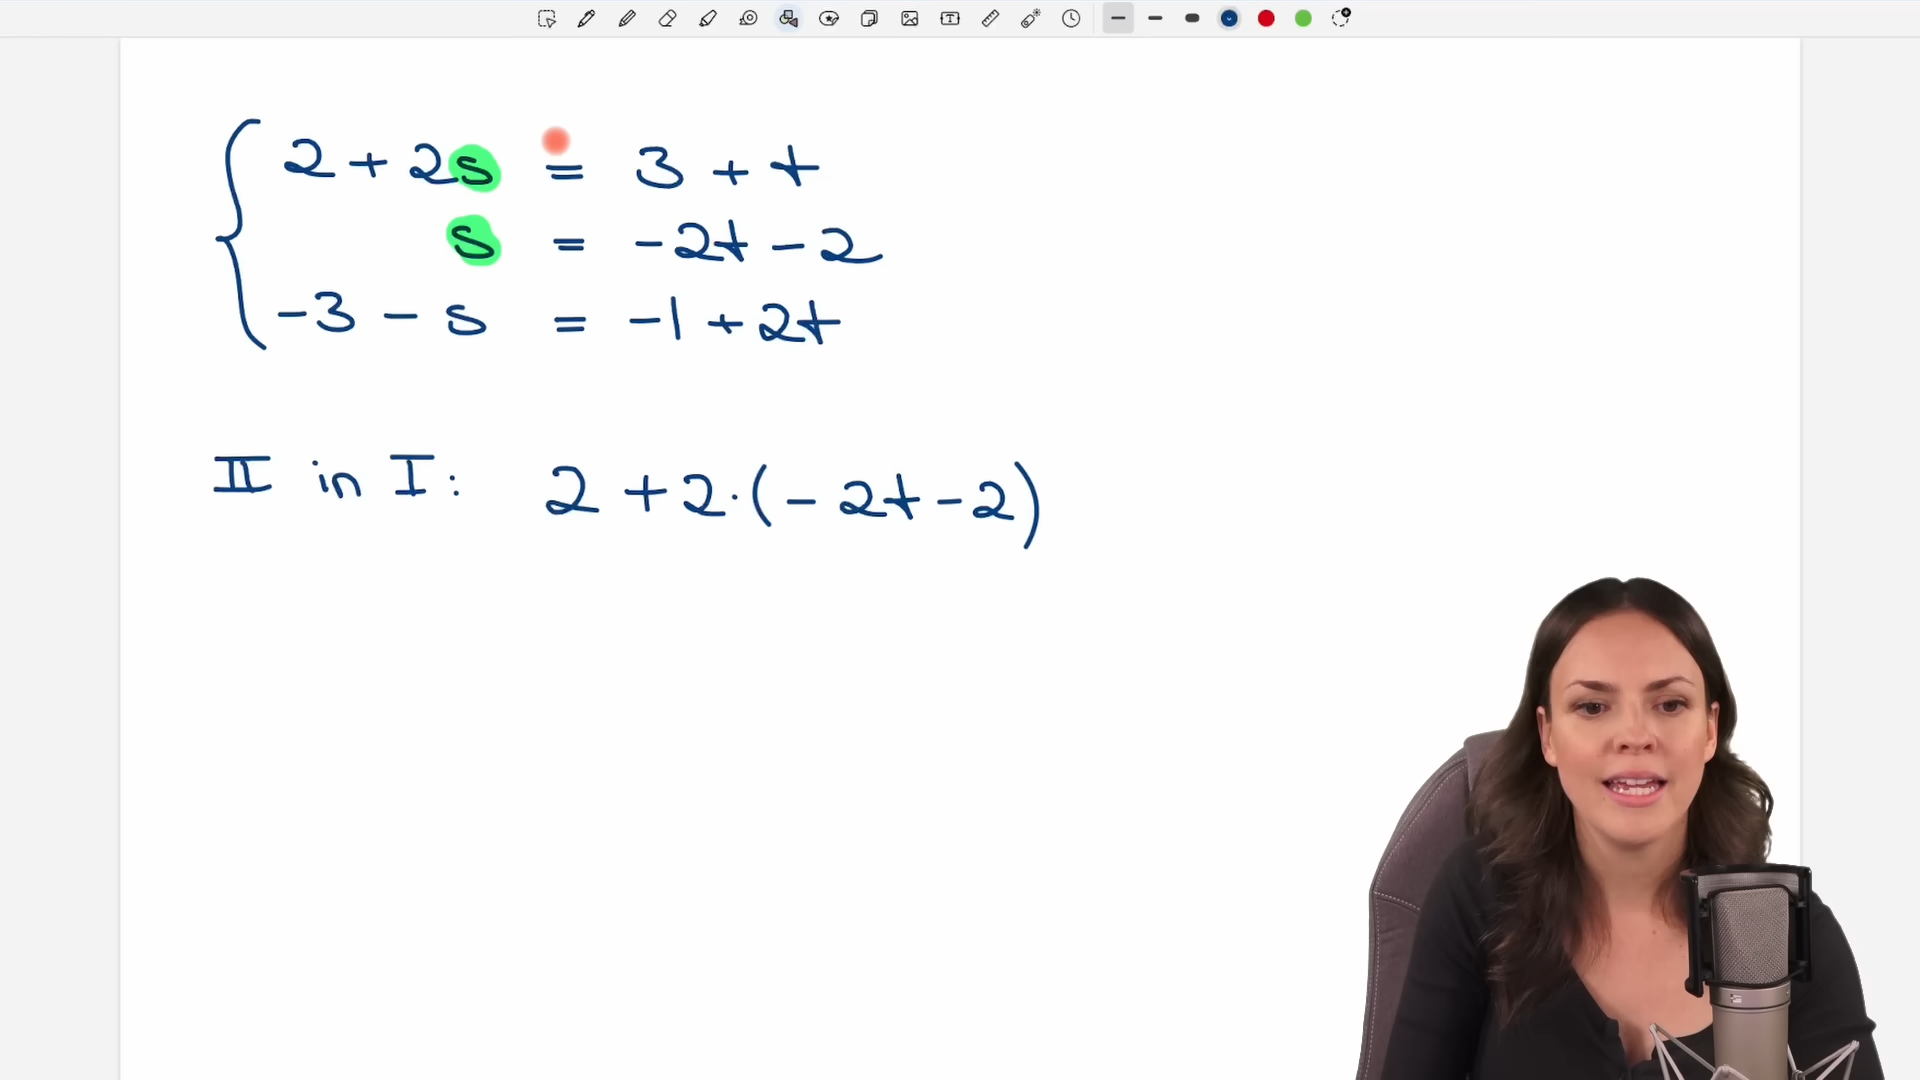 2 + 2s = 3 + t
s = -2t - 2
-3 - s = -1 + 2t
II in I: 2 + 2·(-2t - 2)